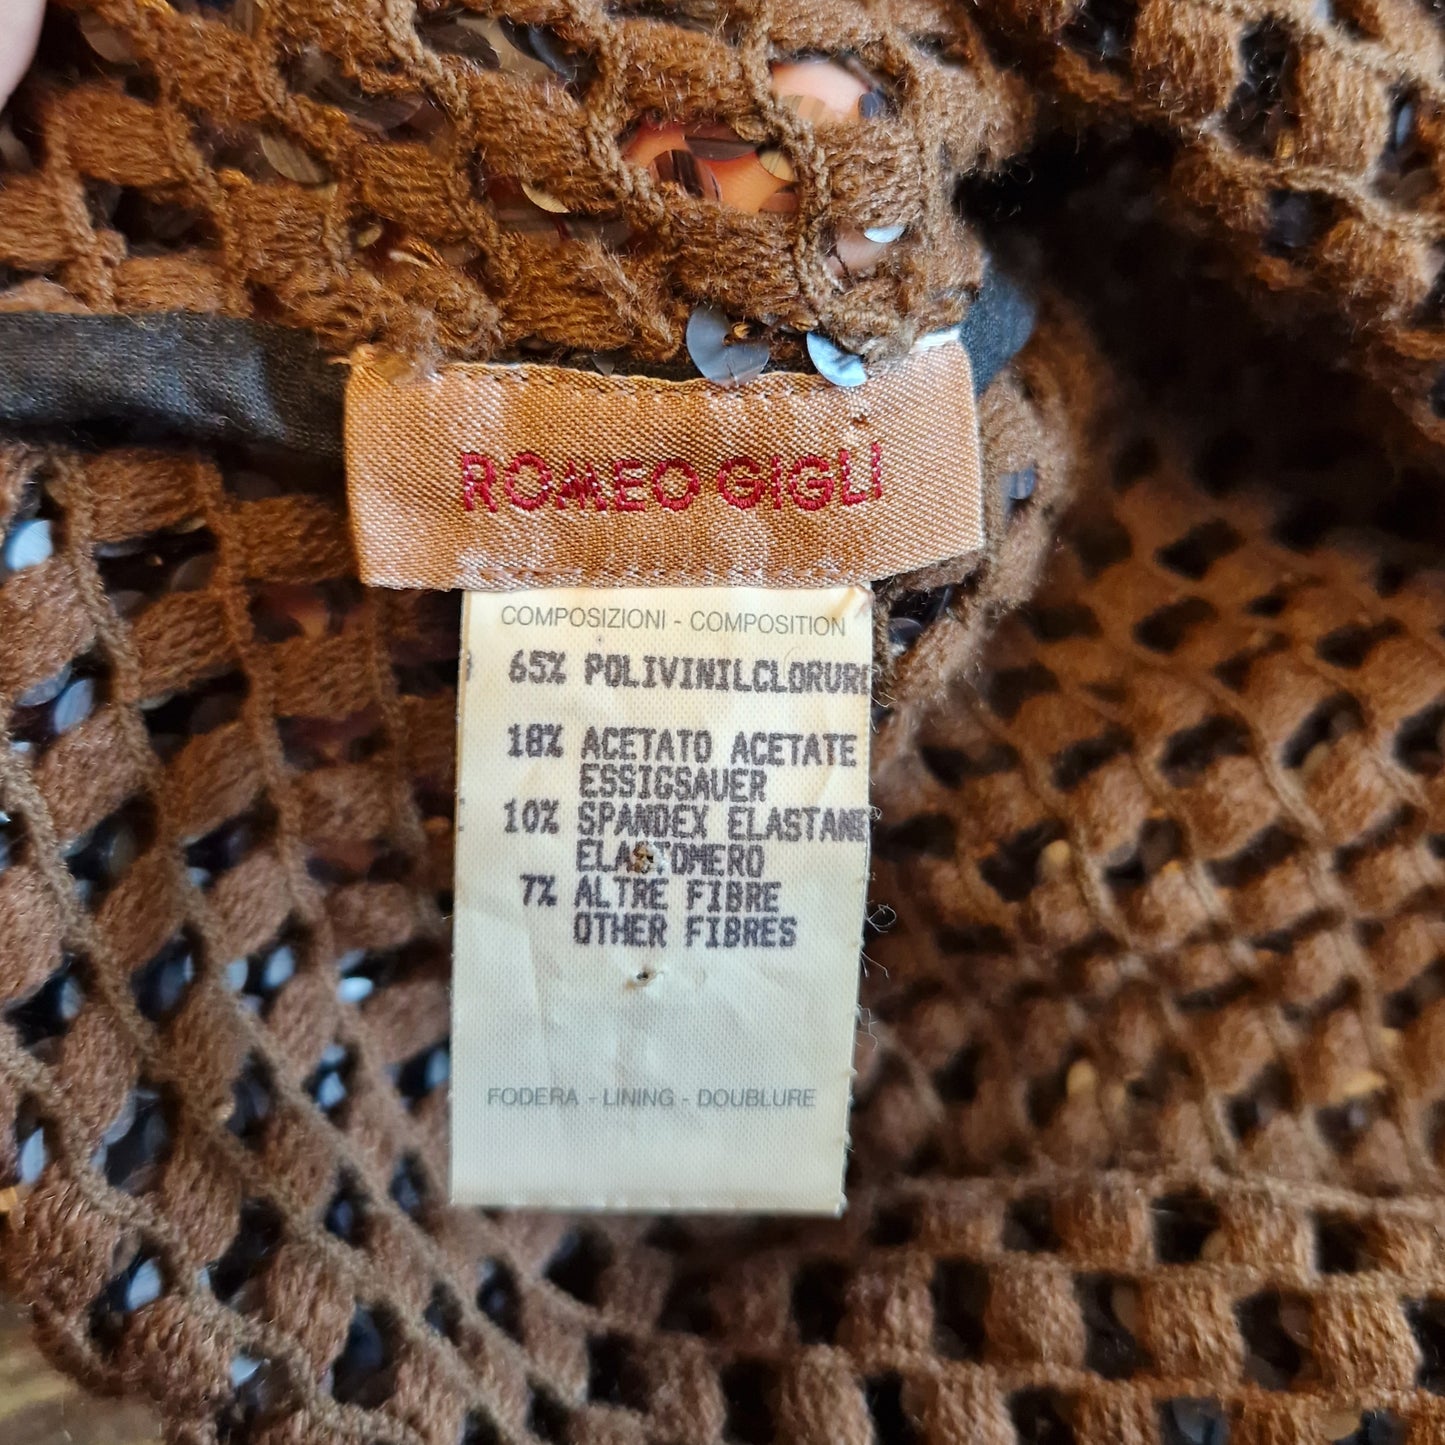 ROMEO GIGLI
COMPOSIZIONI - COMPOSITION
65% POLIVINILCLORURO
18% ACETATO ACETATE
ESSIGSAUER
10% SPANDEX ELASTANE
ELASTOMERO
7% ALTRE FIBRE
OTHER FIBRES
FODERA - LINING - DOUBLURE